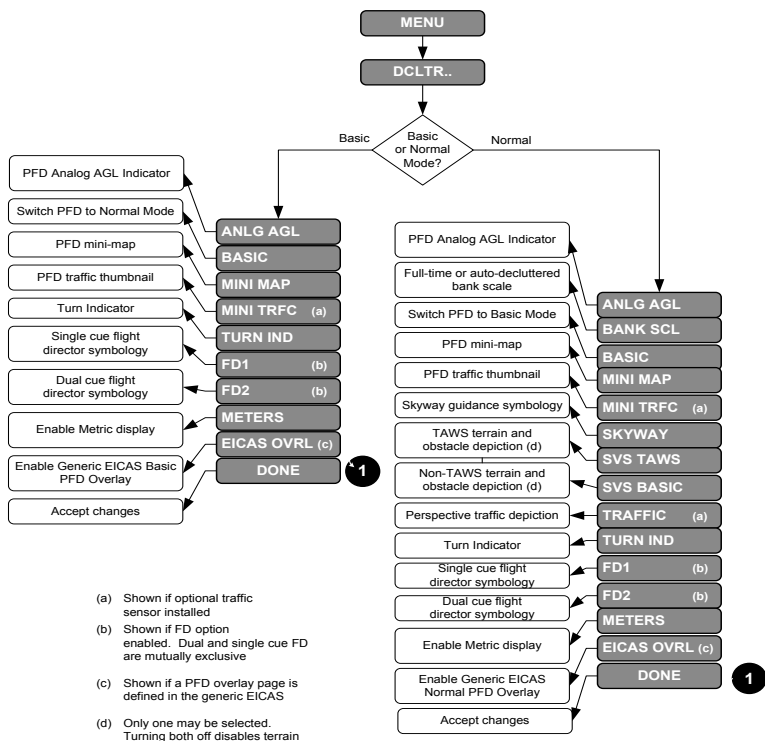 MENU
DCLTR..
Basic
or Normal
Mode?
Basic
Normal
PFD Analog AGL Indicator
Switch PFD to Normal Mode
PFD mini-map
PFD traffic thumbnail
Turn Indicator
Single cue flight
director symbology
Dual cue flight
director symbology
Enable Metric display
Enable Generic EICAS Basic
PFD Overlay
Accept changes
ANLG AGL
BASIC
MINI MAP
MINI TRFC (a)
TURN IND
FD1 (b)
FD2 (b)
METERS
EICAS OVRL (c)
DONE
1
PFD Analog AGL Indicator
Full-time or auto-decluttered
bank scale
Switch PFD to Basic Mode
PFD mini-map
PFD traffic thumbnail
Skyway guidance symbology
TAWS terrain and
obstacle depiction (d)
Non-TAWS terrain and
obstacle depiction (d)
Perspective traffic depiction
Turn Indicator
Single cue flight
director symbology
Dual cue flight
director symbology
Enable Metric display
Enable Generic EICAS
Normal PFD Overlay
Accept changes
ANLG AGL
BANK SCL
BASIC
MINI MAP
MINI TRFC (a)
SKYWAY
SVS TAWS
SVS BASIC
TRAFFIC (a)
TURN IND
FD1 (b)
FD2 (b)
METERS
EICAS OVRL (c)
DONE
1
(a) Shown if optional traffic
sensor installed
(b) Shown if FD option
enabled. Dual and single cue FD
are mutually exclusive
(c) Shown if a PFD overlay page is
defined in the generic EICAS
(d) Only one may be selected.
Turning both off disables terrain